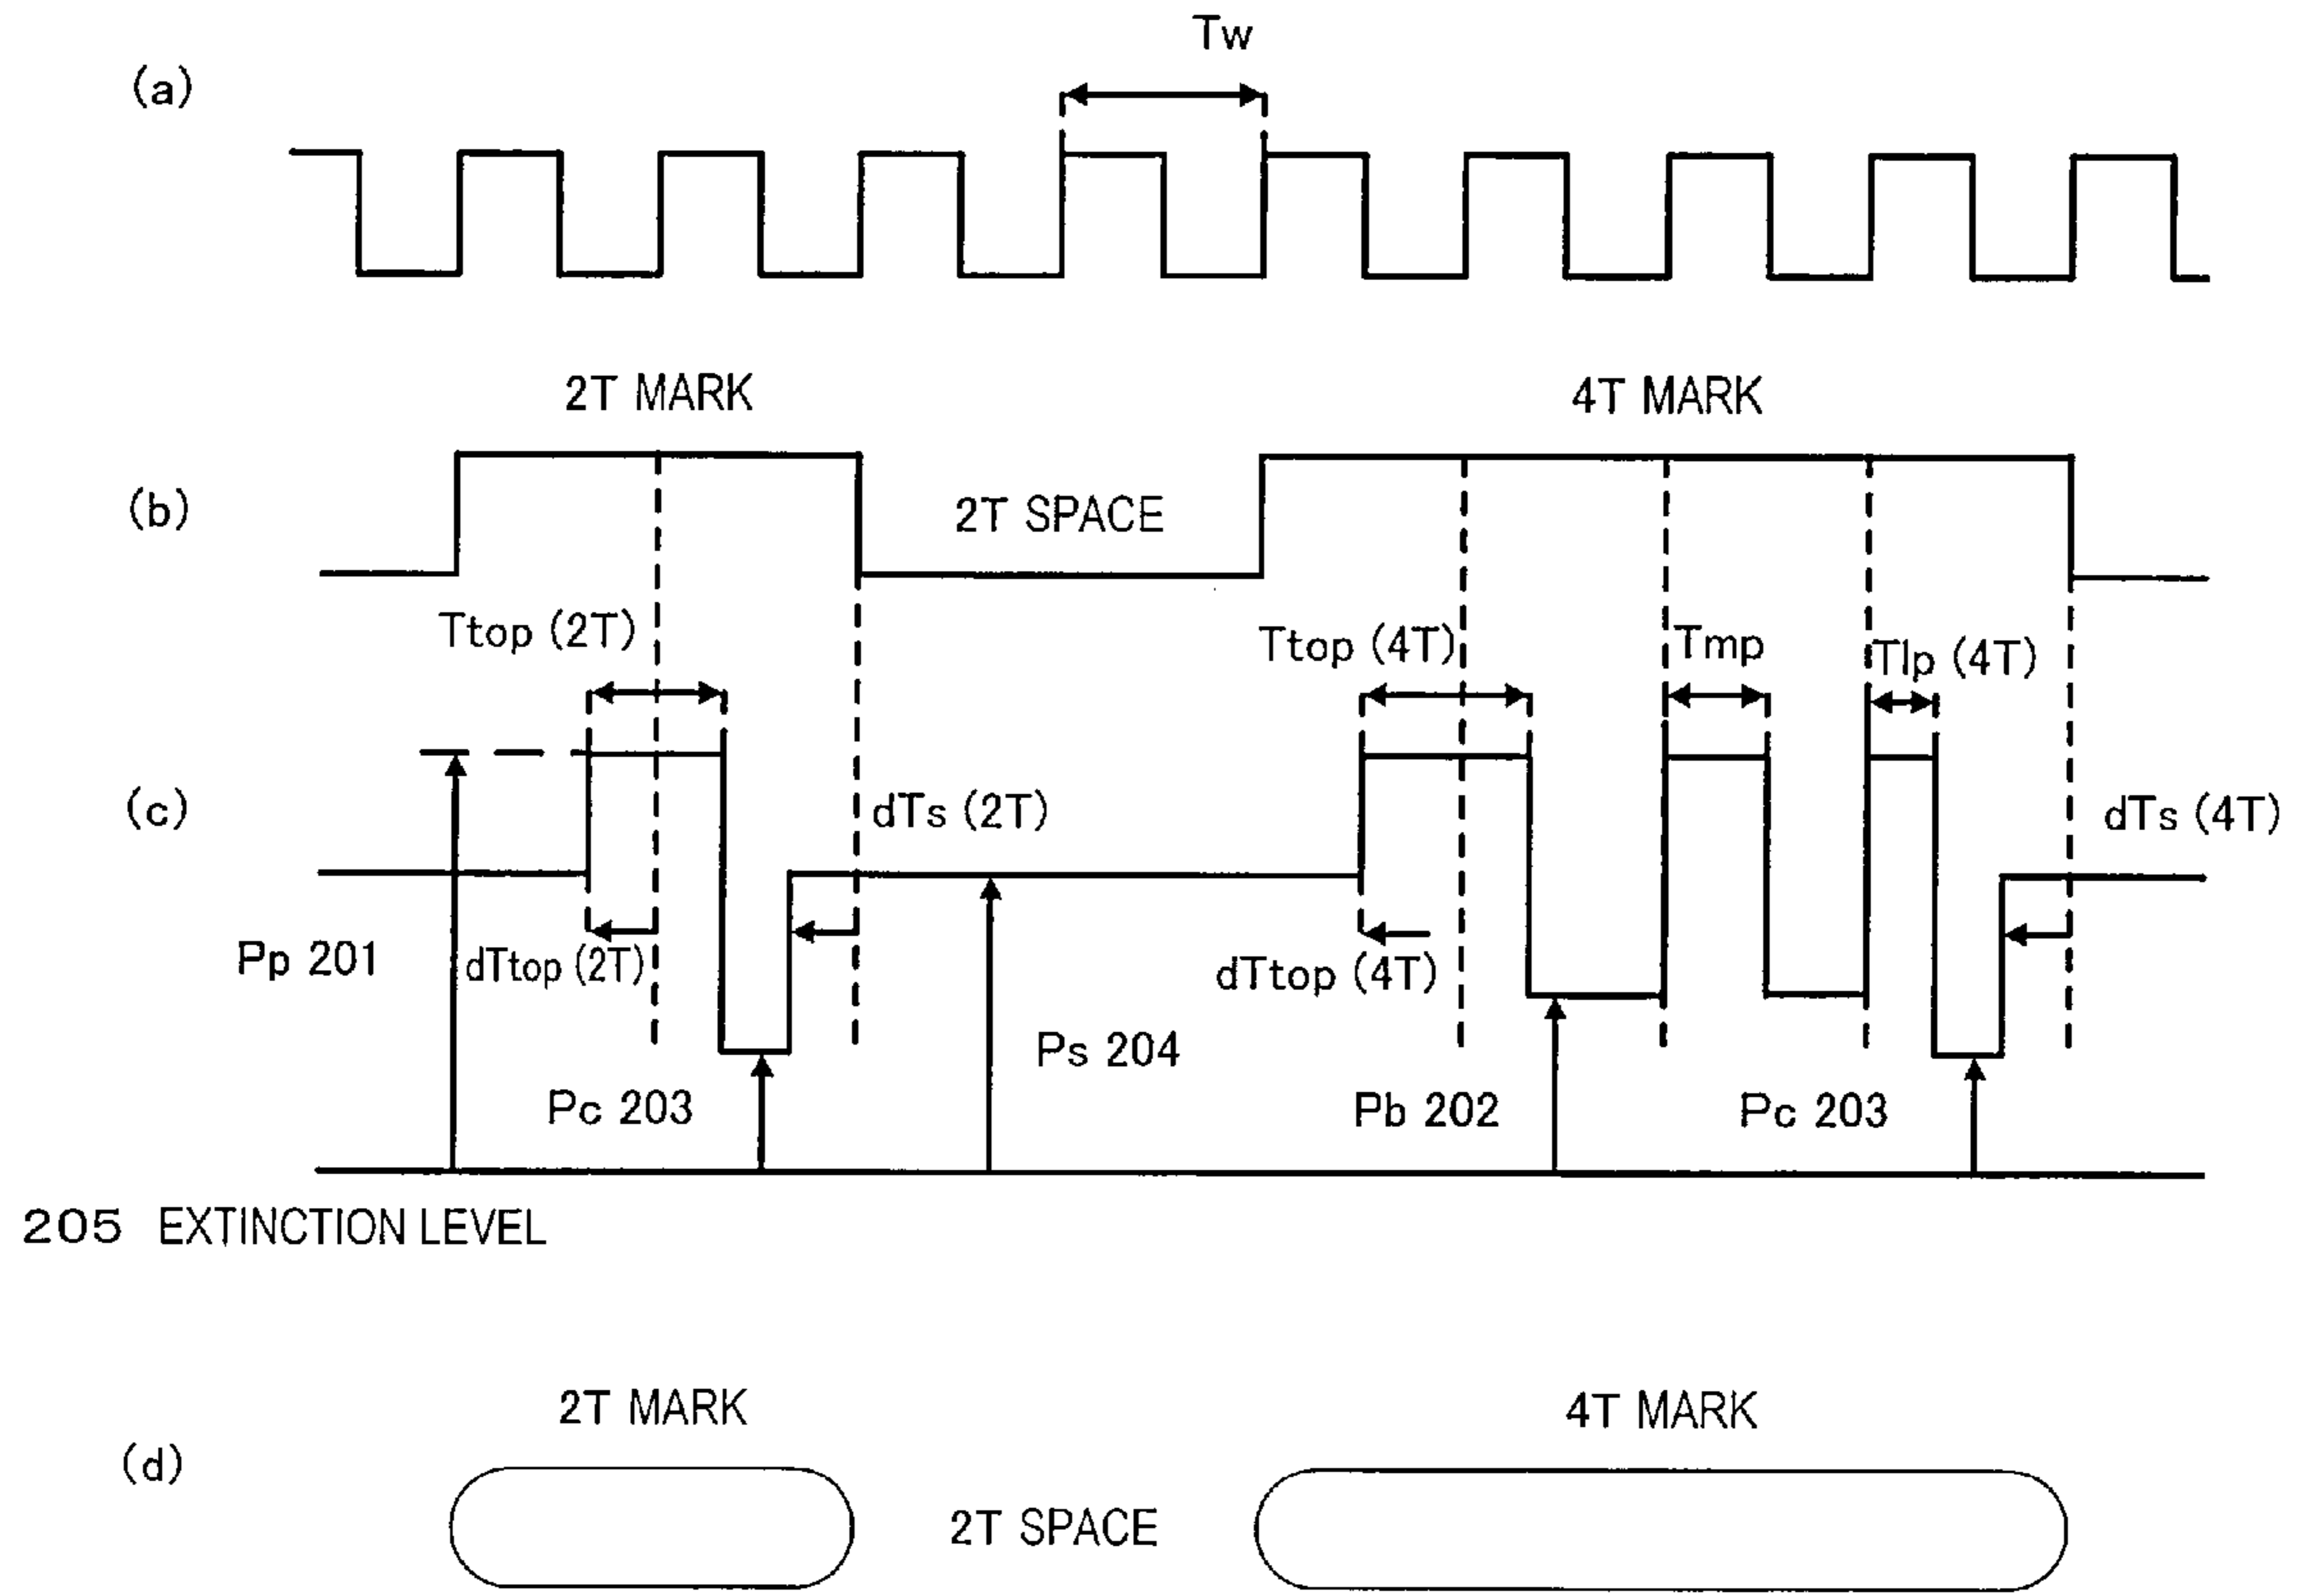 Tw
(a)
2T MARK
4T MARK
(b)
2T SPACE
Ttop (2T)
Ttop (4T)
Tmp
Tlp (4T)
(c)
dTs (2T)
dTs (4T)
Pp 201
dTtop (2T)
dTtop (4T)
Ps 204
Pc 203
Pb 202
Pc 203
205 EXTINCTION LEVEL
2T MARK
4T MARK
(d)
2T SPACE